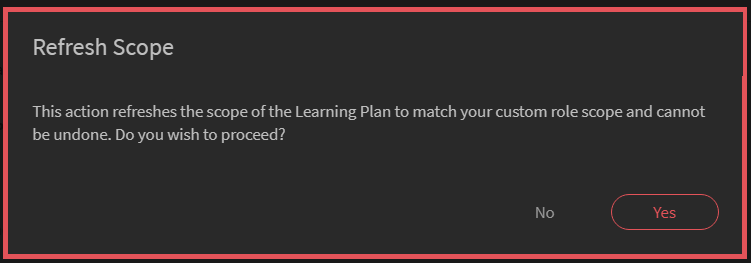 Refresh Scope
This action refreshes the scope of the Learning Plan to match your custom role scope and cannot
be undone. Do you wish to proceed?
No
Yes